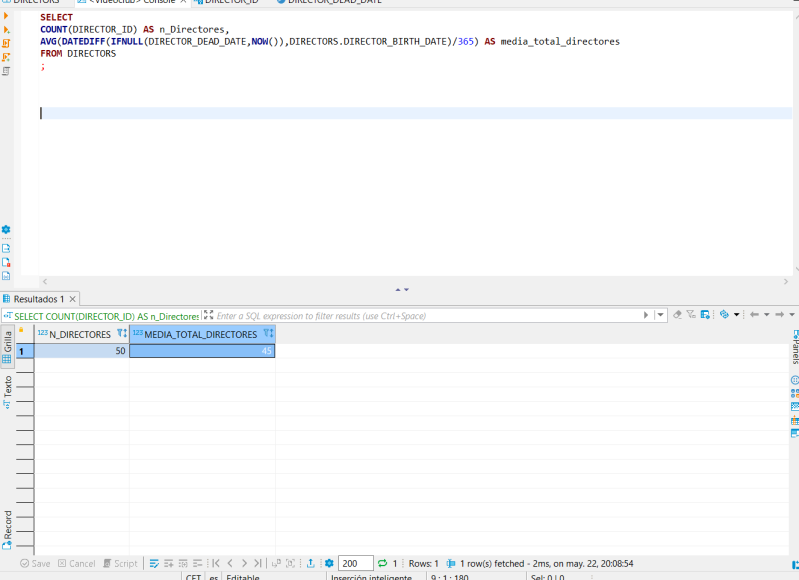 DIRECTORS <Videoclub> Console DIRECTOR_ID DIRECTOR_DEAD_DATE
SELECT
COUNT(DIRECTOR_ID) AS n_Directores,
AVG(DATEDIFF(IFNULL(DIRECTOR_DEAD_DATE,NOW()),DIRECTORS.DIRECTOR_BIRTH_DATE)/365) AS media_total_directores
FROM DIRECTORS
;
Resultados 1
SELECT COUNT(DIRECTOR_ID) AS n_Directores Enter a SQL expression to filter results (use Ctrl+Space)
Grilla
123 N_DIRECTORES 123 MEDIA_TOTAL_DIRECTORES
1 50 45
Texto
Record
Panels
Save Cancel Script 200 1 Rows: 1 1 row(s) fetched - 2ms, on may. 22, 20:08:54
CET es Editable Inserción inteligente 9 : 1 : 180 Sel: 0 | 0